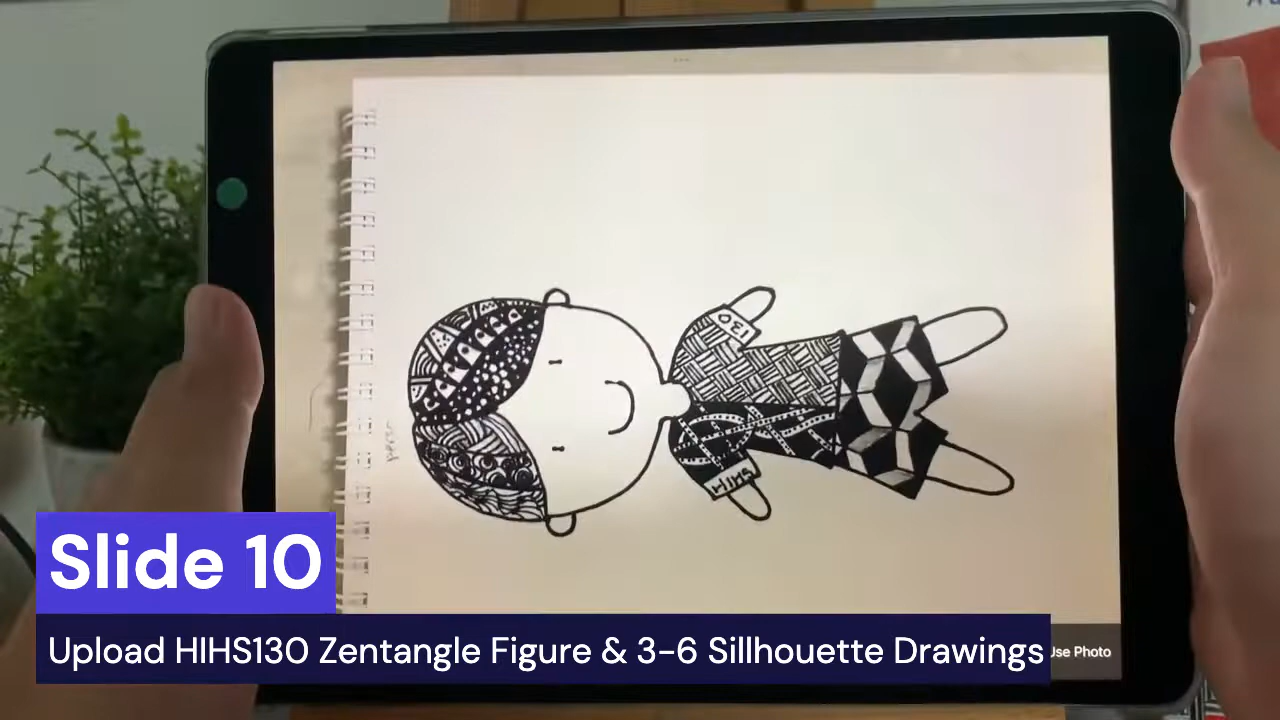 130
HIHS
Slide 10
Upload HIHS130 Zentangle Figure & 3-6 Sillhouette Drawings
Use Photo